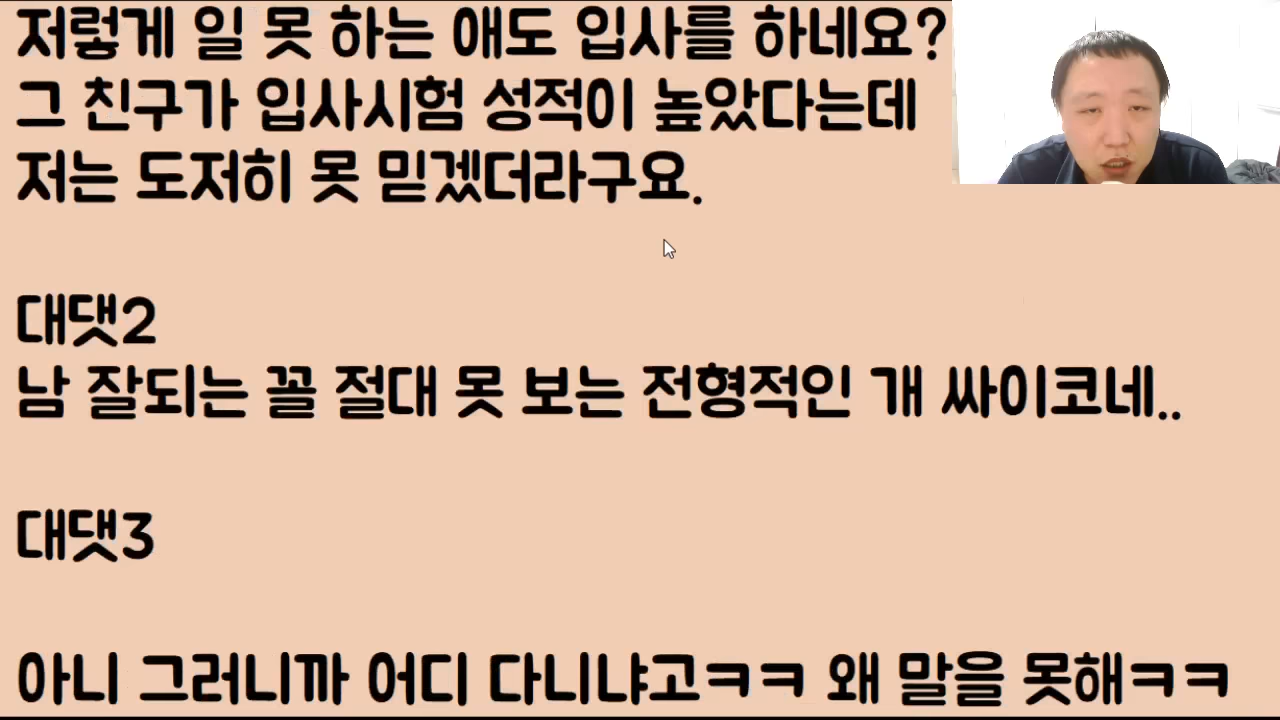 저렇게 일 못 하는 애도 입사를 하네요?
그 친구가 입사시험 성적이 높았다는데
저는 도저히 못 믿겠더라구요.
대댓2
남 잘되는 꼴 절대 못 보는 전형적인 개 싸이코네..
대댓3
아니 그러니까 어디 다니냐고ㅋㅋ 왜 말을 못해ㅋㅋ